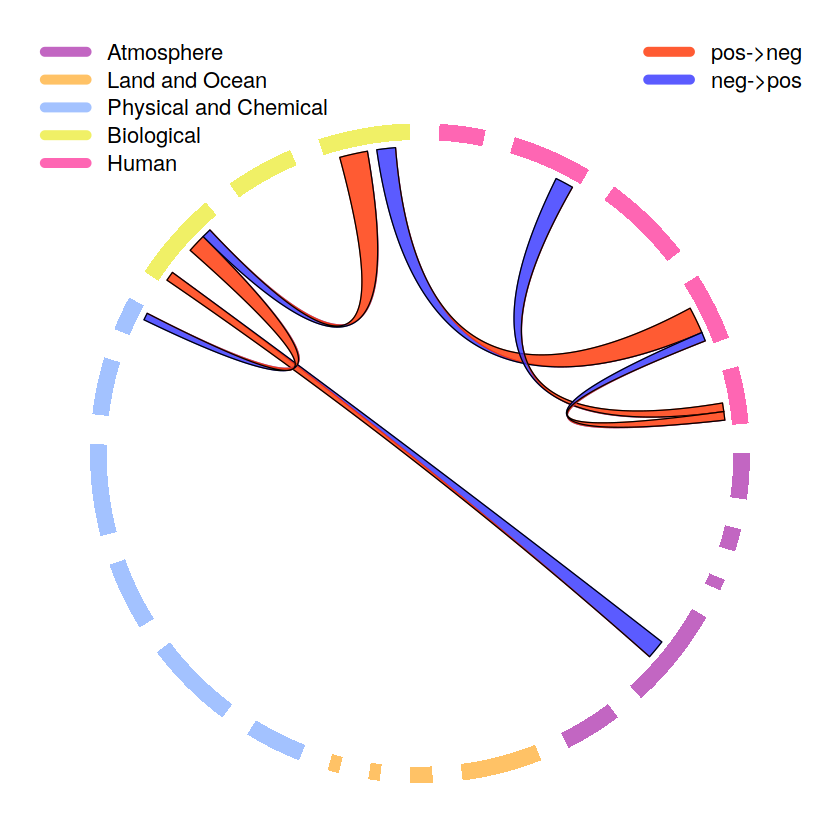 Atmosphere
Land and Ocean
Physical and Chemical
Biological
Human
pos->neg
neg->pos